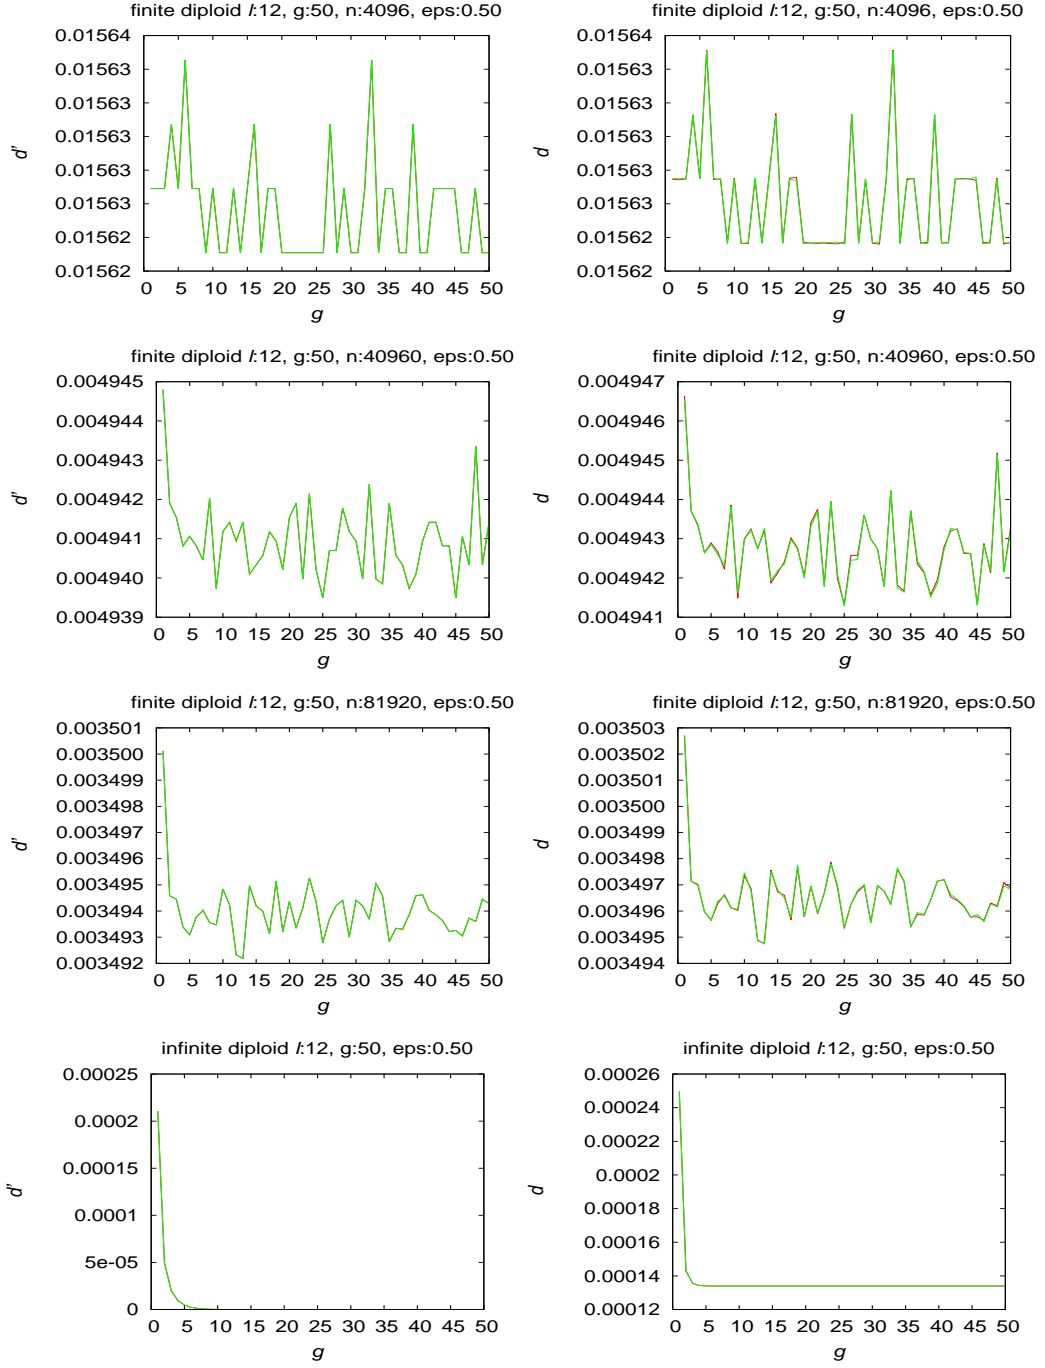 finite diploid l:12, g:50, n:4096, eps:0.50
0.01564
0.01563
0.01563
0.01563
0.01563
0.01563
0.01562
0.01562
d'
0 5 10 15 20 25 30 35 40 45 50
g
finite diploid l:12, g:50, n:4096, eps:0.50
0.01564
0.01563
0.01563
0.01563
0.01563
0.01563
0.01562
0.01562
d
0 5 10 15 20 25 30 35 40 45 50
g
finite diploid l:12, g:50, n:40960, eps:0.50
0.004945
0.004944
0.004943
0.004942
0.004941
0.004940
0.004939
d'
0 5 10 15 20 25 30 35 40 45 50
g
finite diploid l:12, g:50, n:40960, eps:0.50
0.004947
0.004946
0.004945
0.004944
0.004943
0.004942
0.004941
d
0 5 10 15 20 25 30 35 40 45 50
g
finite diploid l:12, g:50, n:81920, eps:0.50
0.003501
0.003500
0.003499
0.003498
0.003497
0.003496
0.003495
0.003494
0.003493
0.003492
d'
0 5 10 15 20 25 30 35 40 45 50
g
finite diploid l:12, g:50, n:81920, eps:0.50
0.003503
0.003502
0.003501
0.003500
0.003499
0.003498
0.003497
0.003496
0.003495
0.003494
d
0 5 10 15 20 25 30 35 40 45 50
g
infinite diploid l:12, g:50, eps:0.50
0.00025
0.0002
0.00015
0.0001
5e-05
0
d'
0 5 10 15 20 25 30 35 40 45 50
g
infinite diploid l:12, g:50, eps:0.50
0.00026
0.00024
0.00022
0.0002
0.00018
0.00016
0.00014
0.00012
d
0 5 10 15 20 25 30 35 40 45 50
g